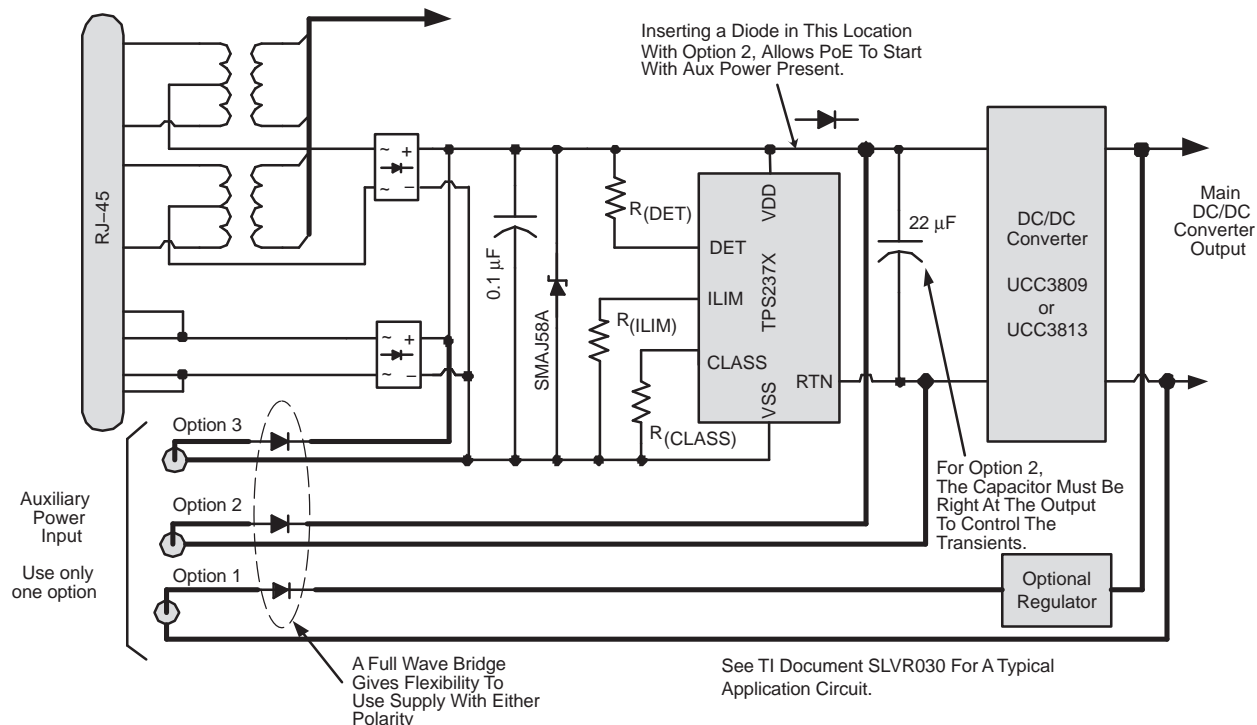 Inserting a Diode in This Location
With Option 2, Allows PoE To Start
With Aux Power Present.
RJ–45
~ +
~ −
~ +
~ −
0.1 μF
SMAJ58A
R(DET)
R(ILIM)
R(CLASS)
VDD
DET
ILIM
TPS237X
CLASS
RTN
VSS
22 μF
DC/DC
Converter
UCC3809
or
UCC3813
Main
DC/DC
Converter
Output
For Option 2,
The Capacitor Must Be
Right At The Output
To Control The
Transients.
Auxiliary
Power
Input
Use only
one option
Option 3
Option 2
Option 1
Optional
Regulator
A Full Wave Bridge
Gives Flexibility To
Use Supply With Either
Polarity
See TI Document SLVR030 For A Typical
Application Circuit.